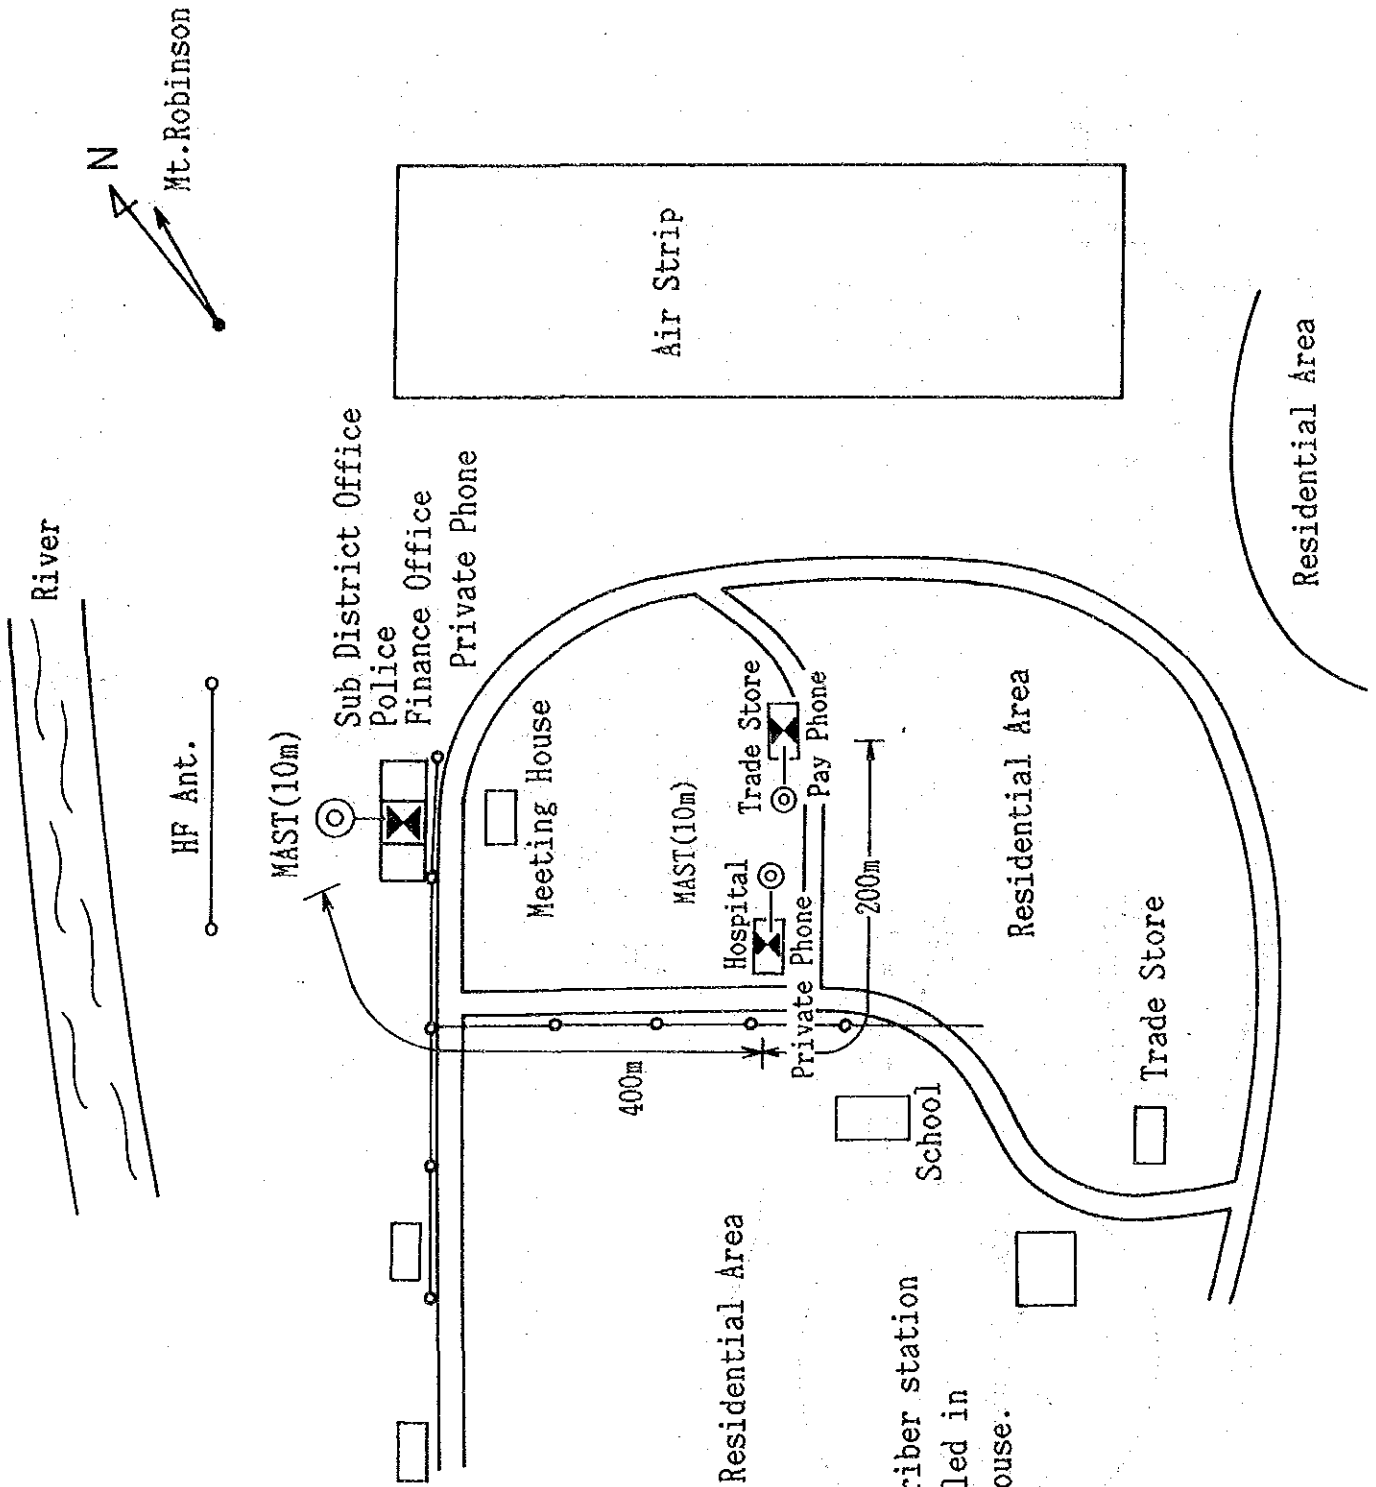 River
HF Ant.
MAST(10m)
Sub District Office
Police
Finance Office
Private Phone
N
Mt.Robinson
Meeting House
Air Strip
MAST(10m)
Hospital
Private Phone
Trade Store
Pay Phone
400m
200m
School
Residential Area
Residential Area
Trade Store
Residential Area
riber station
led in
ouse.